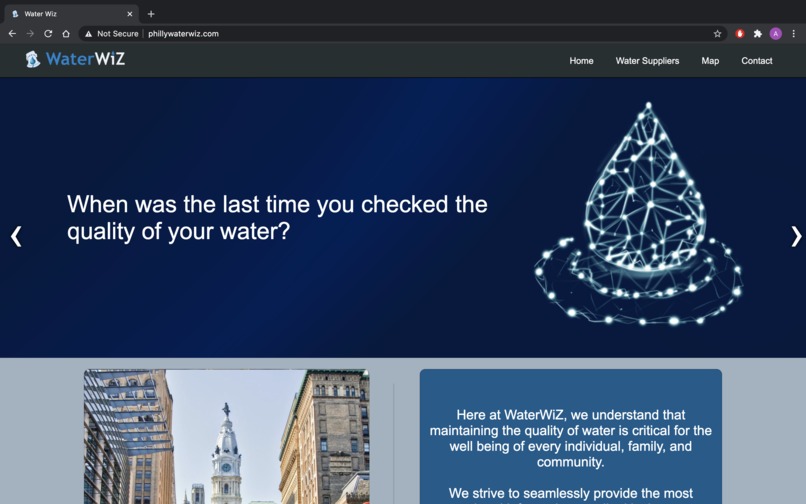 Water Wiz
Not Secure | phillywaterwiz.com
A
WaterWiZ
Home Water Suppliers Map Contact
When was the last time you checked the
quality of your water?
Here at WaterWiZ, we understand that
maintaining the quality of water is critical for the
well being of every individual, family, and
community.
We strive to seamlessly provide the most